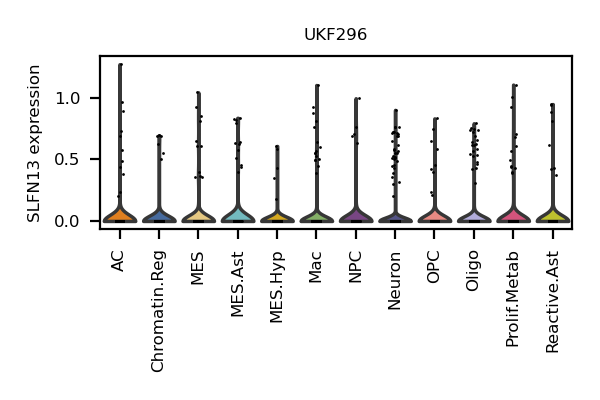 UKF296
SLFN13 expression
1.0
0.5
0.0
AC
Chromatin.Reg
MES
MES.Ast
MES.Hyp
Mac
NPC
Neuron
OPC
Oligo
Prolif.Metab
Reactive.Ast